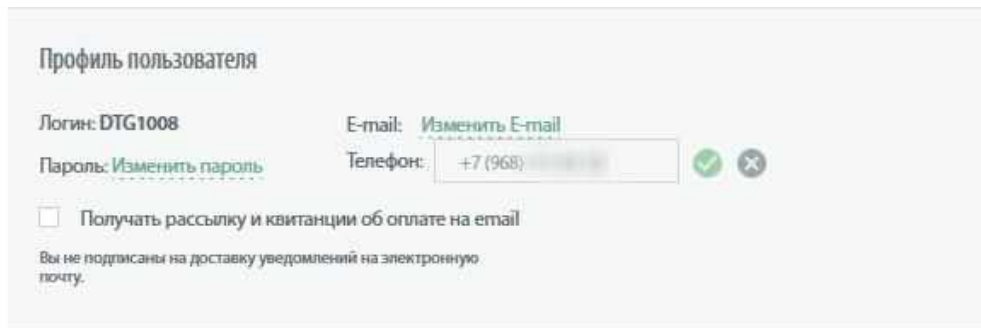 Профиль пользователя
Логин: DTG1008
E-mail: Изменить E-mail
Пароль: Изменить пароль
Телефон: +7 (968)
Получать рассылку и квитанции об оплате на email
Вы не подписаны на доставку уведомлений на электронную
почту.